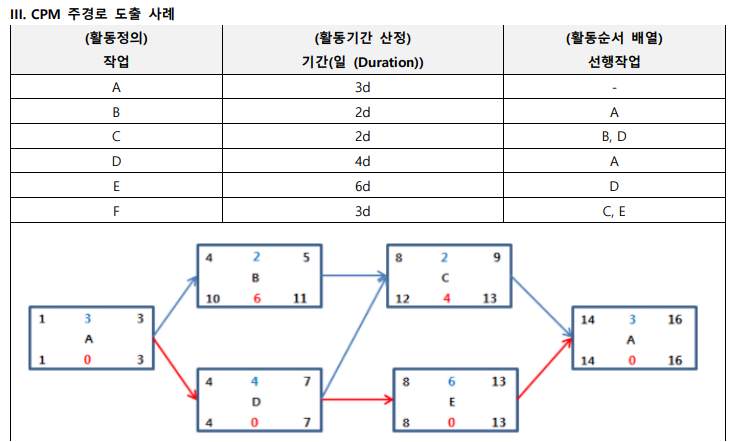 III. CPM 주경로 도출 사례
(활동정의) (활동기간 산정) (활동순서 배열)
작업 기간(일 (Duration)) 선행작업
A 3d -
B 2d A
C 2d B, D
D 4d A
E 6d D
F 3d C, E
4 2 5
B
10 6 11
8 2 9
C
12 4 13
1 3 3
A
1 0 3
14 3 16
A
14 0 16
4 4 7
D
4 0 7
8 6 13
E
8 0 13